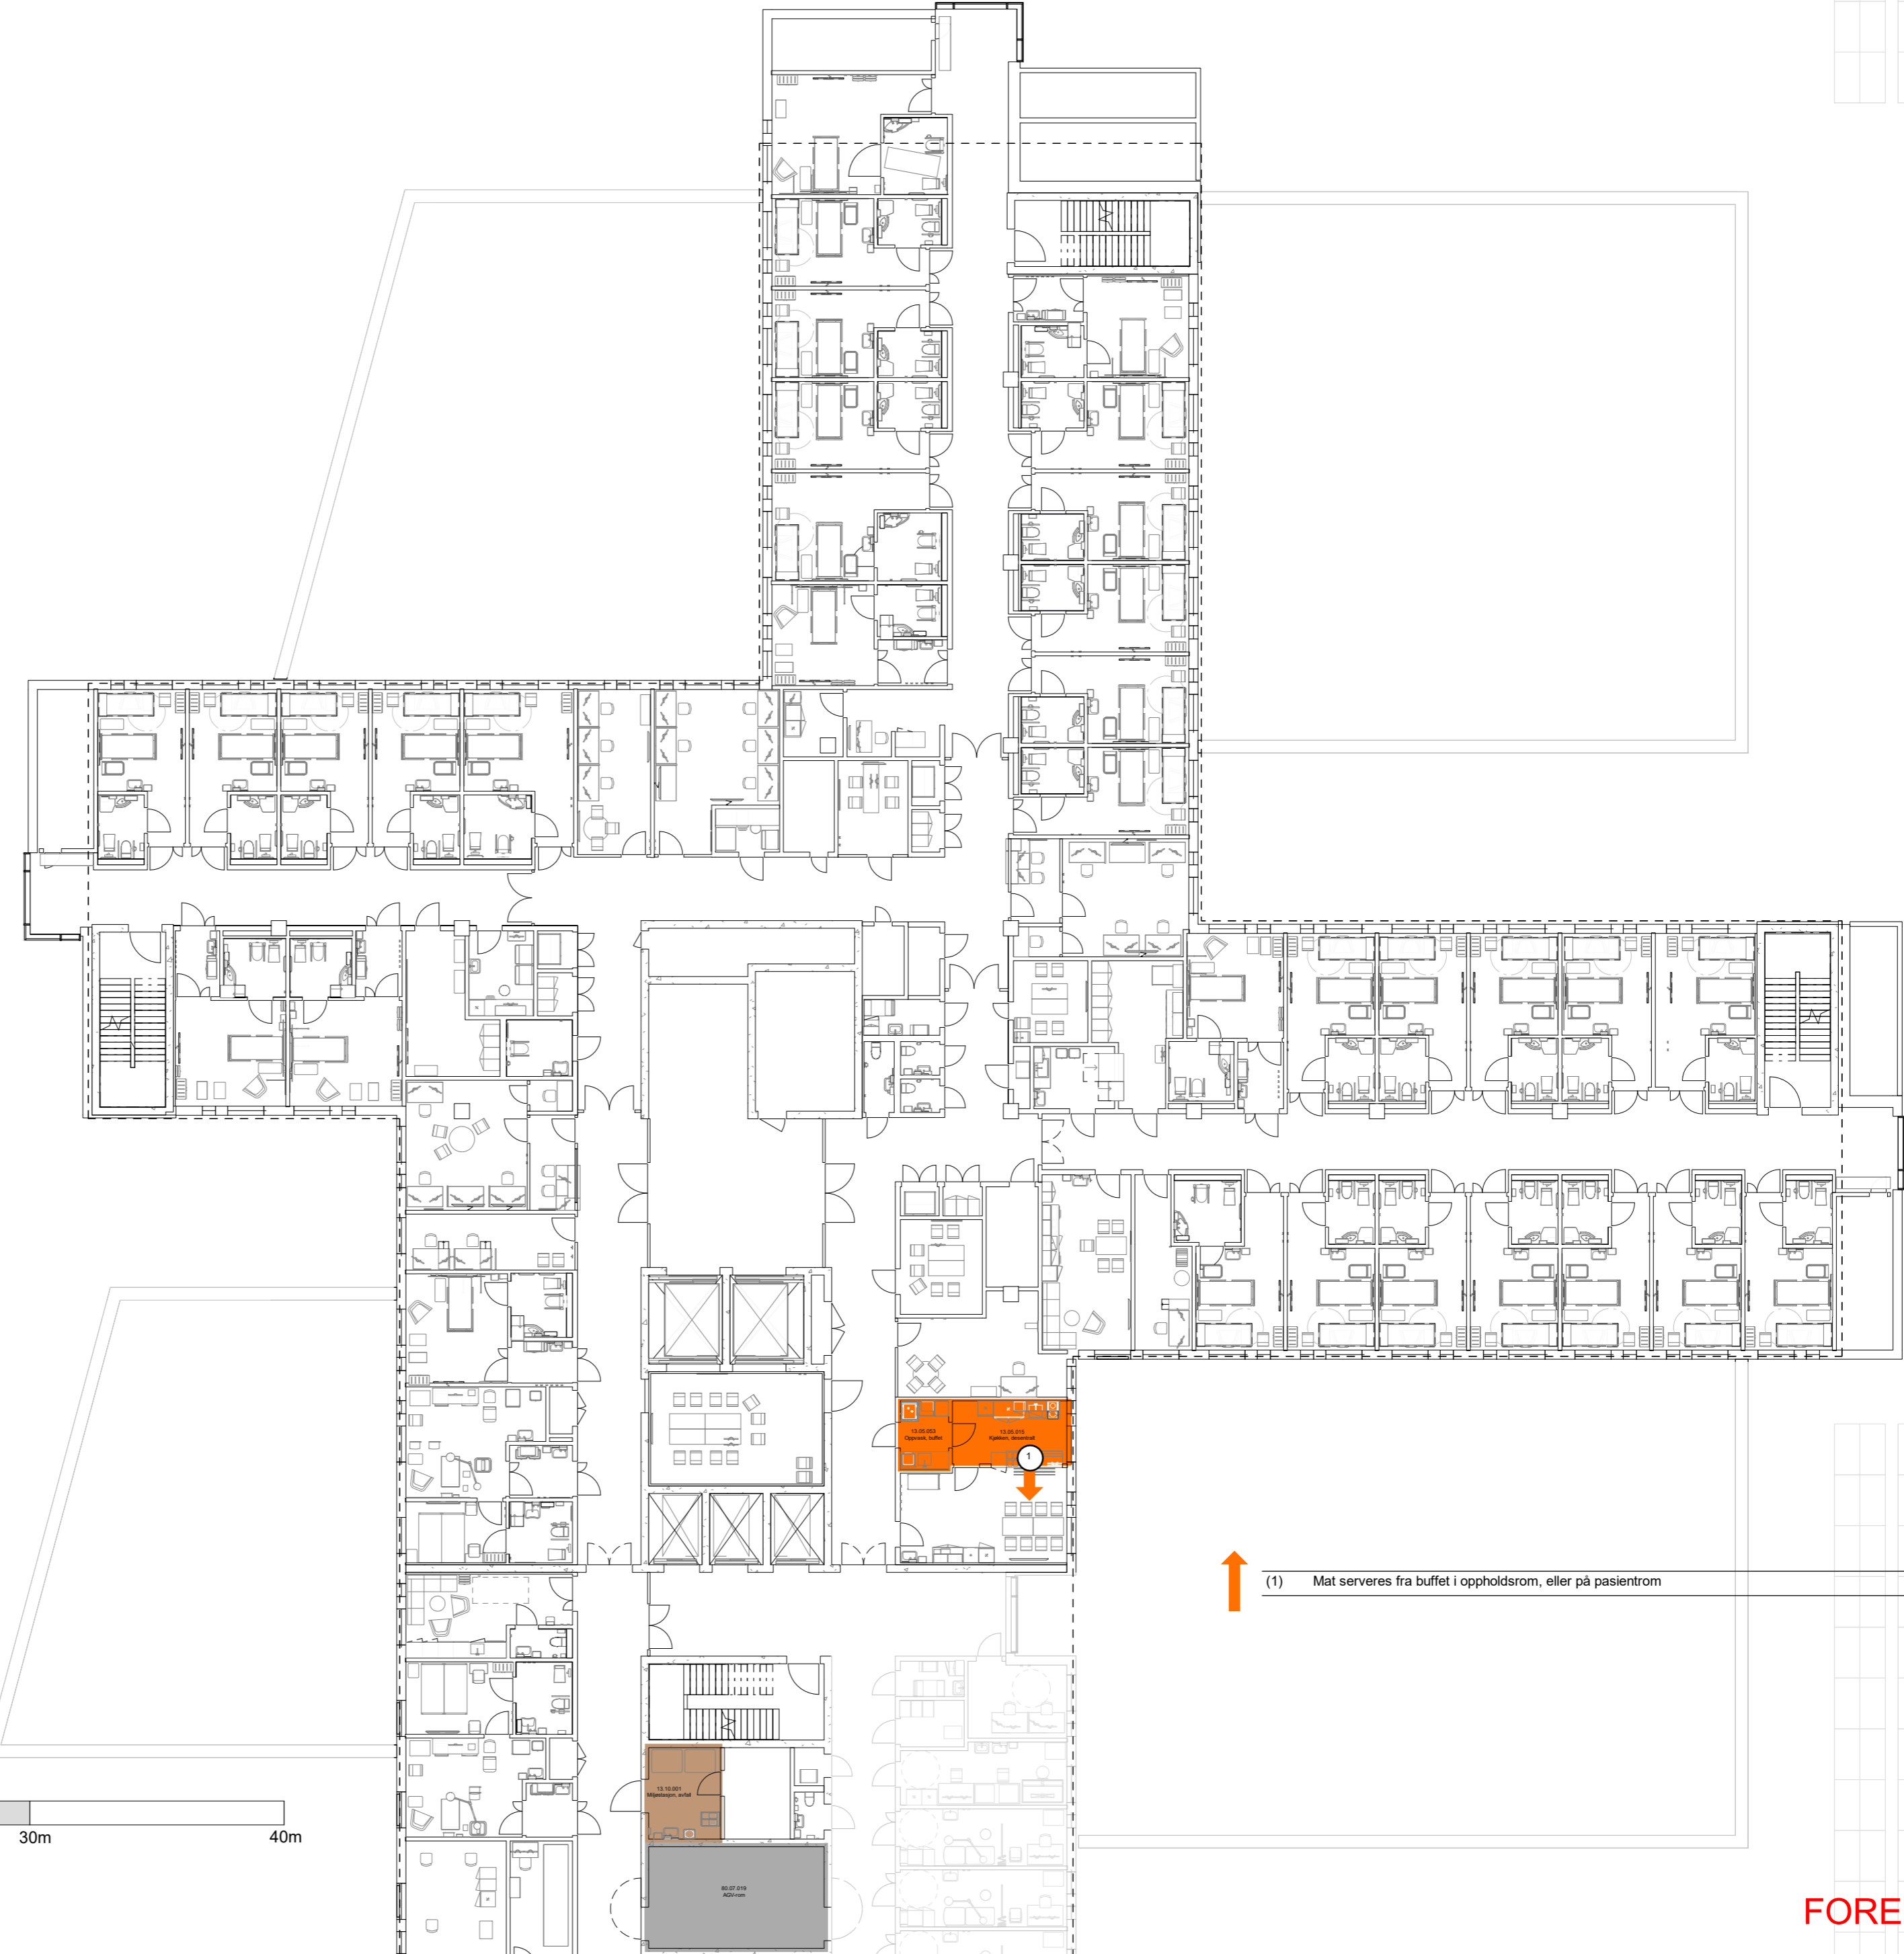 13.05.053
Oppvask, buffet
13.05.015
Kjøkken, desentralt
1
(1) Mat serveres fra buffet i oppholdsrom, eller på pasientrom
13.10.001
Miljøstasjon, avfall
30m
40m
80.07.019
AGV-rom
FORE